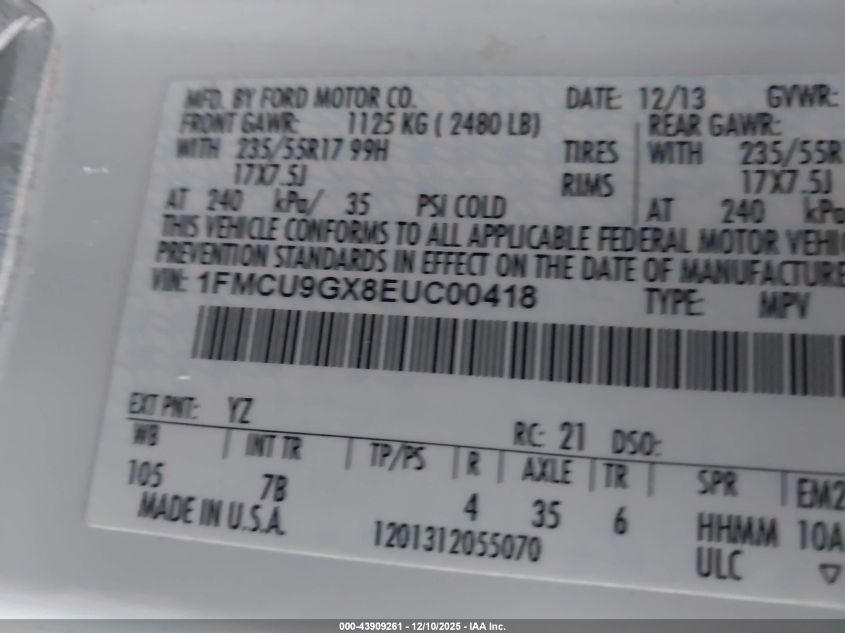 MFD. BY FORD MOTOR CO. DATE: 12/13 GVWR:
FRONT GAWR: 1125 KG ( 2480 LB) REAR GAWR:
WITH 235/55R17 99H TIRES WITH 235/55R
17X7.5J RIMS 17X7.5J
AT 240 kPa/ 35 PSI COLD AT 240 kPa
THIS VEHICLE CONFORMS TO ALL APPLICABLE FEDERAL MOTOR VEHI
PREVENTION STANDARDS IN EFFECT ON THE DATE OF MANUFACTURE
VIN: 1FMCU9GX8EUC00418 TYPE: MPV
EXT PNT: YZ RC: 21 DSO:
WB INT TR TP/PS R AXLE TR SPR EM2
105 7B 4 35 6 HHMM 10A
MADE IN U.S.A. 1201312055070 ULC
000-43909261 - 12/10/2025 - IAA Inc.